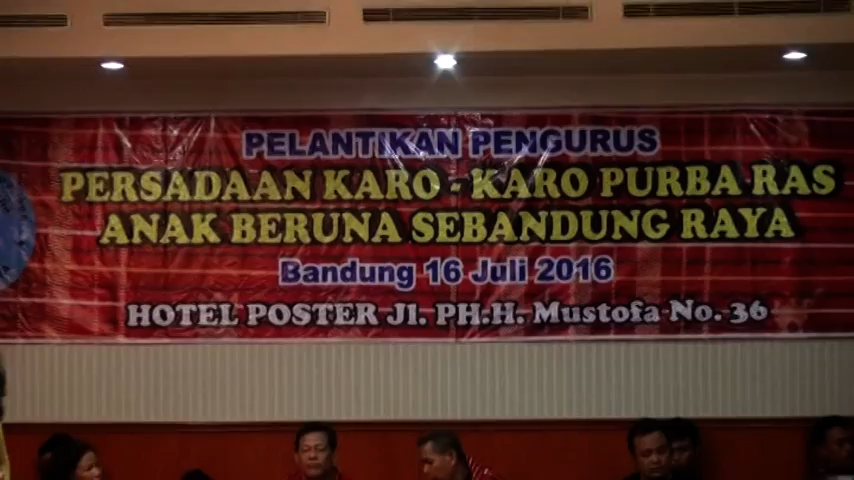 PELANTIKAN PENGURUS
PERSADAAN KARO - KARO PURBA RAS
ANAK BERUNA SEBANDUNG RAYA
Bandung 16 Juli 2016
HOTEL POSTER Jl. PH.H. Mustofa No. 36